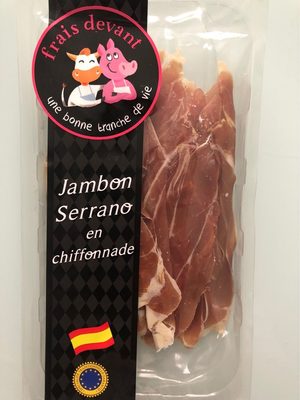 frais devant
une bonne tranche de vie
Jambon
Serrano
en
chiffonnade